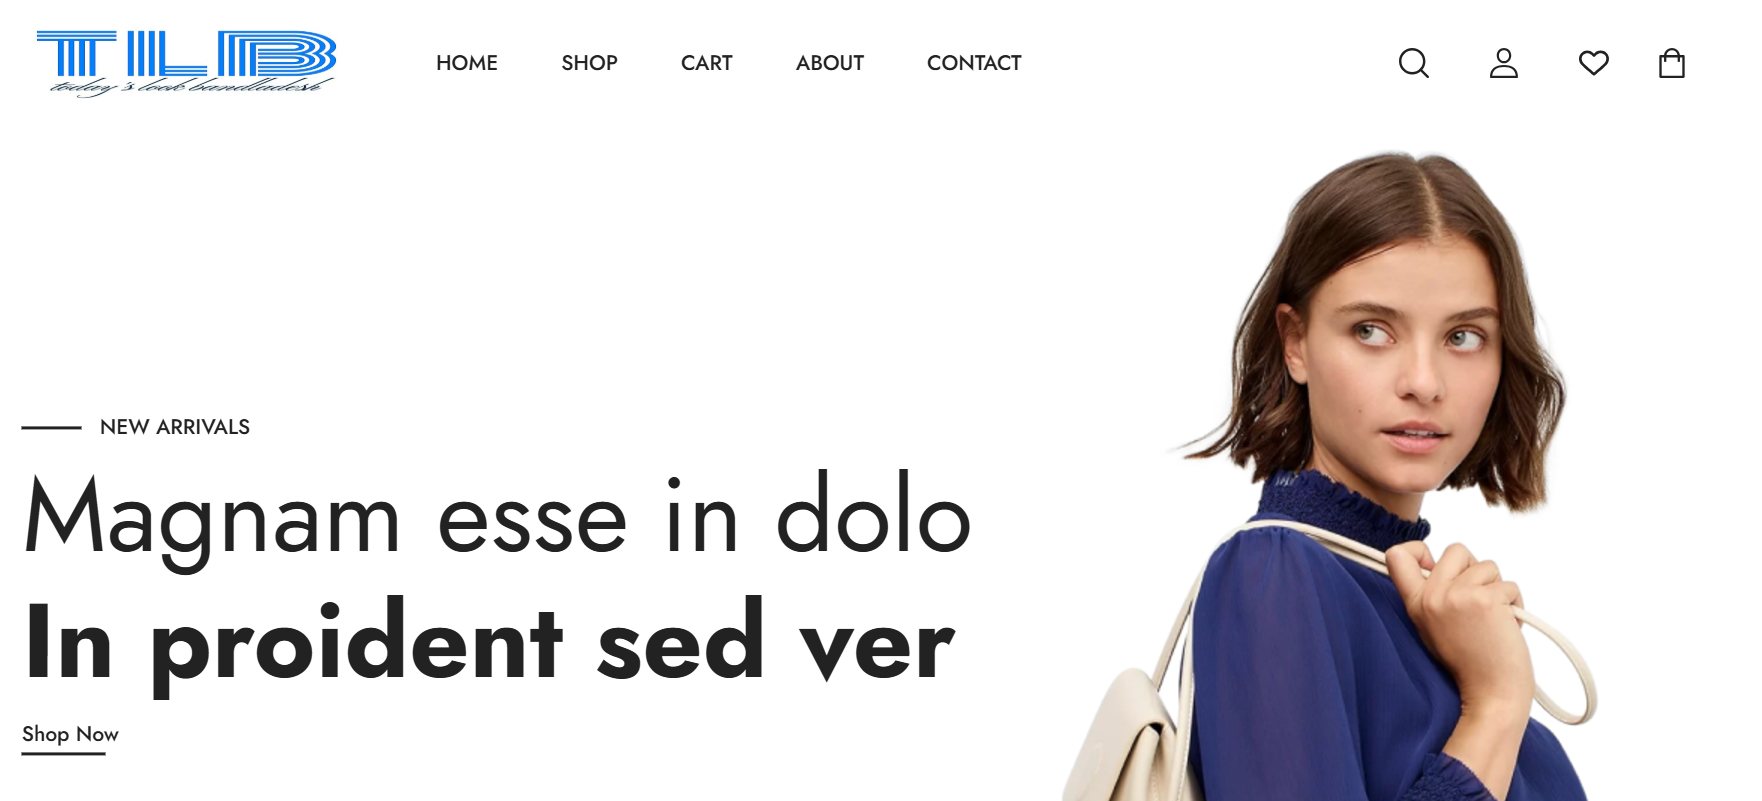 TLB
today's look bandladesh
HOME SHOP CART ABOUT CONTACT
NEW ARRIVALS
Magnam esse in dolo
In proident sed ver
Shop Now